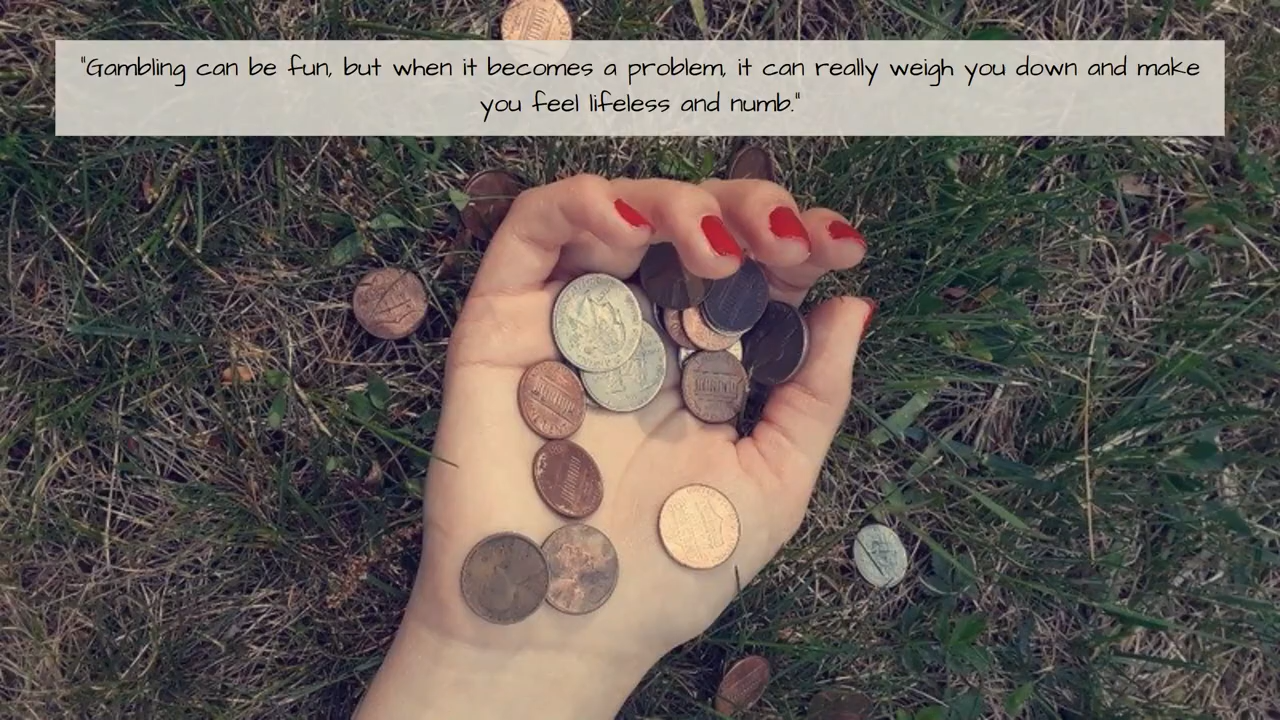 "Gambling can be fun, but when it becomes a problem, it can really weigh you down and make
you feel lifeless and numb."